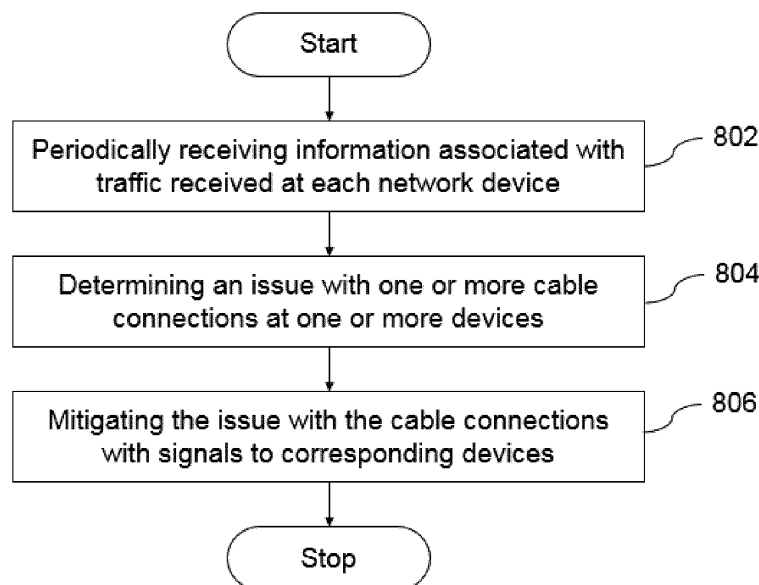 Start
Periodically receiving information associated with
traffic received at each network device
802
Determining an issue with one or more cable
connections at one or more devices
804
Mitigating the issue with the cable connections
with signals to corresponding devices
806
Stop